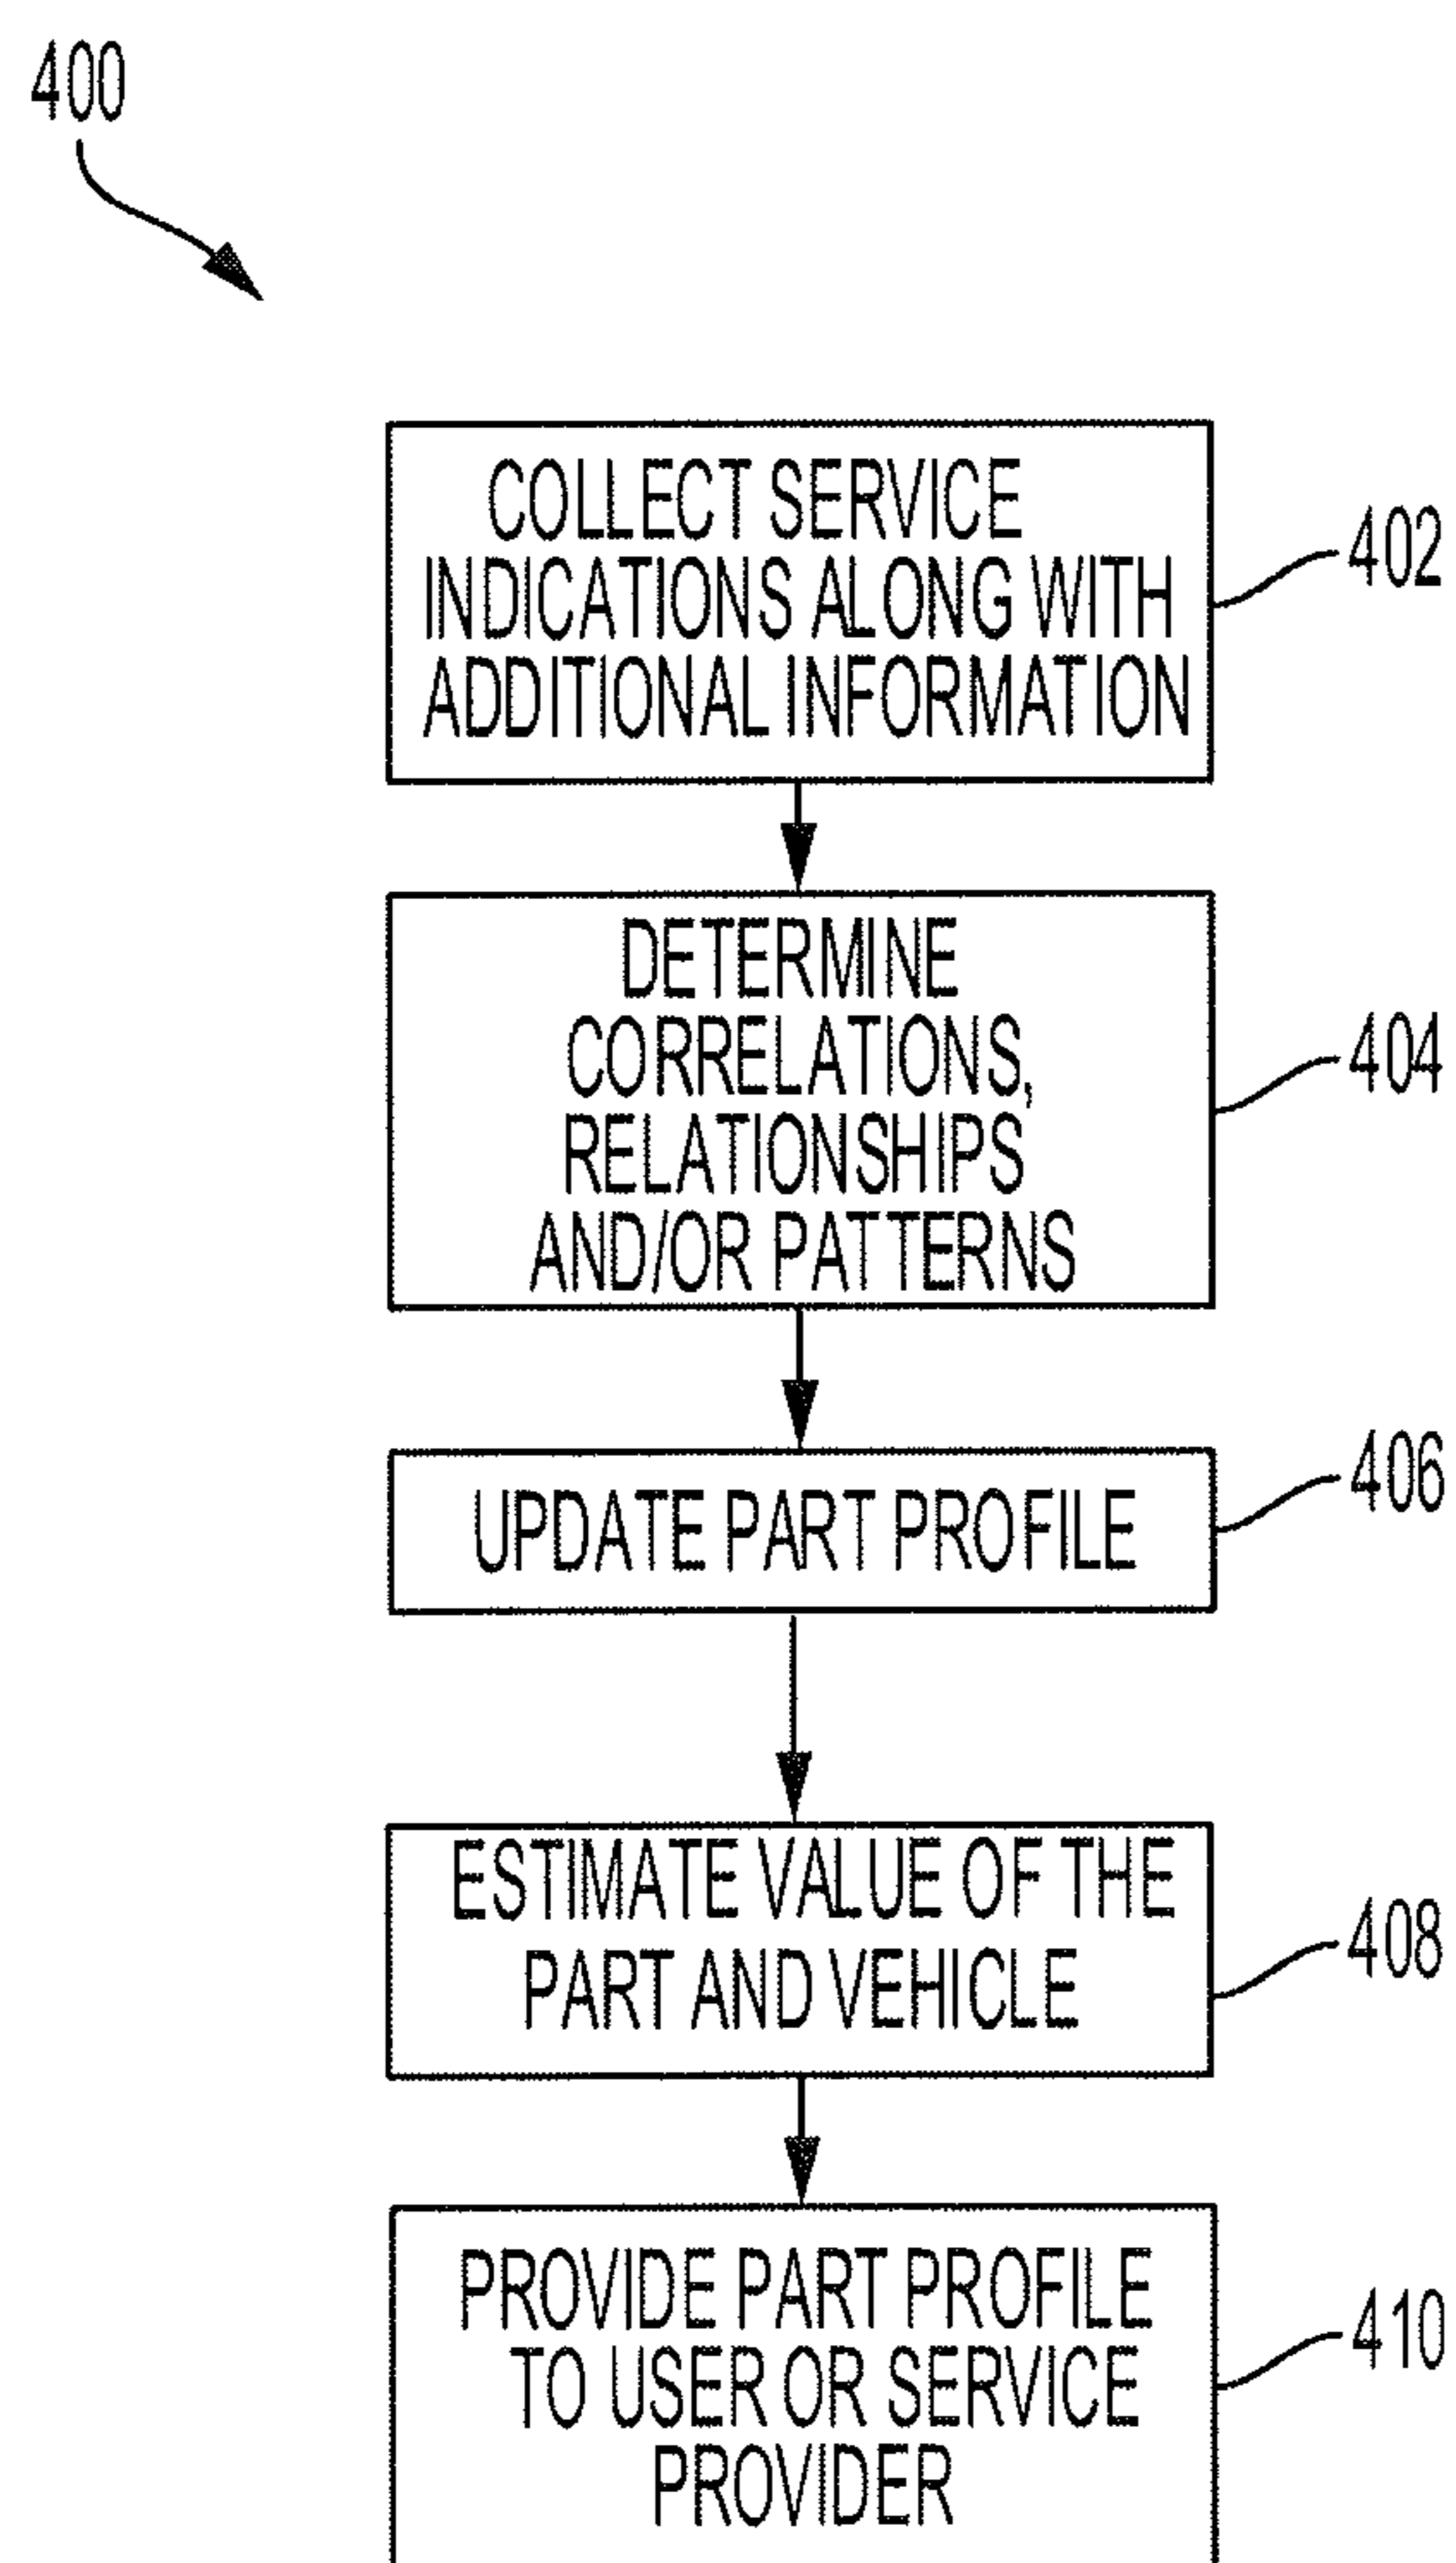 400
COLLECT SERVICE
INDICATIONS ALONG WITH
ADDITIONAL INFORMATION
402
DETERMINE
CORRELATIONS,
RELATIONSHIPS
AND/OR PATTERNS
404
UPDATE PART PROFILE
406
ESTIMATE VALUE OF THE
PART AND VEHICLE
408
PROVIDE PART PROFILE
TO USER OR SERVICE
PROVIDER
410